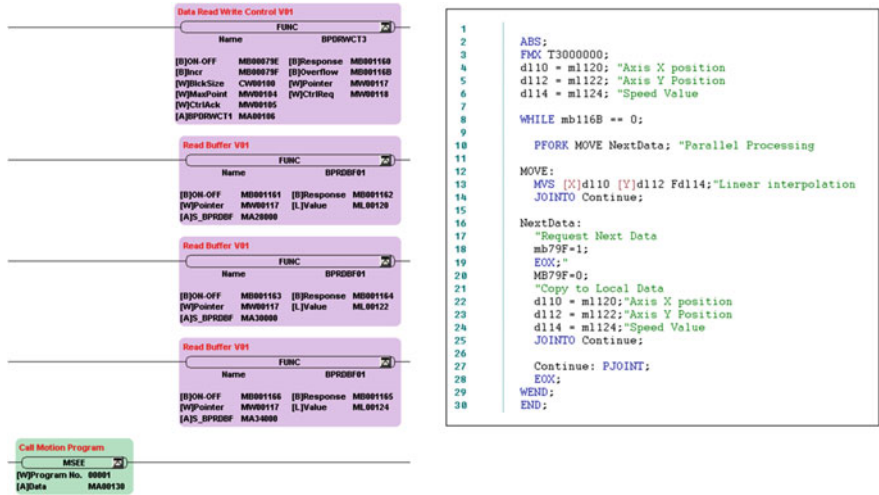 Data Read Write Control V01
FUNC
Name BPDRWCT3
[B]ON-OFF MB00079E [B]Response MB001160
[B]Incr MB00079F [B]Overflow MB00116B
[W]BlckSize CW00100 [W]Pointer MW00117
[W]MaxPoint MW00104 [W]CtrlReq MW00118
[W]CtrlAck MW00105
[A]BPDRWCT1 MA00106
Read Buffer V01
FUNC
Name BPRDBF01
[B]ON-OFF MB001161 [B]Response MB001162
[W]Pointer MW00117 [L]Value ML00120
[A]S_BPRDBF MA20000
Read Buffer V01
FUNC
Name BPRDBF01
[B]ON-OFF MB001163 [B]Response MB001164
[W]Pointer MW00117 [L]Value ML00122
[A]S_BPRDBF MA30000
Read Buffer V01
FUNC
Name BPRDBF01
[B]ON-OFF MB001166 [B]Response MB001165
[W]Pointer MW00117 [L]Value ML00124
[A]S_BPRDBF MA34000
Call Motion Program
MSEE
[W]Program No. 00001
[A]Data MA00130
1
2 ABS;
3 FMX T3000000;
4 dl10 = ml120; "Axis X position
5 dl12 = ml122; "Axis Y Position
6 dl14 = ml124; "Speed Value
7
8 WHILE mb116B == 0;
9
10 PFORK MOVE NextData; "Parallel Processing
11
12 MOVE:
13 MVS [X]dl10 [Y]dl12 Fdl14;"Linear interpolation
14 JOINTO Continue;
15
16 NextData:
17 "Request Next Data
18 mb79F=1;
19 EOX;"
20 MB79F=0;
21 "Copy to Local Data
22 dl10 = ml120;"Axis X position
23 dl12 = ml122;"Axis Y Position
24 dl14 = ml124;"Speed Value
25 JOINTO Continue;
26
27 Continue: PJOINT;
28 EOX;
29 WEND;
30 END;